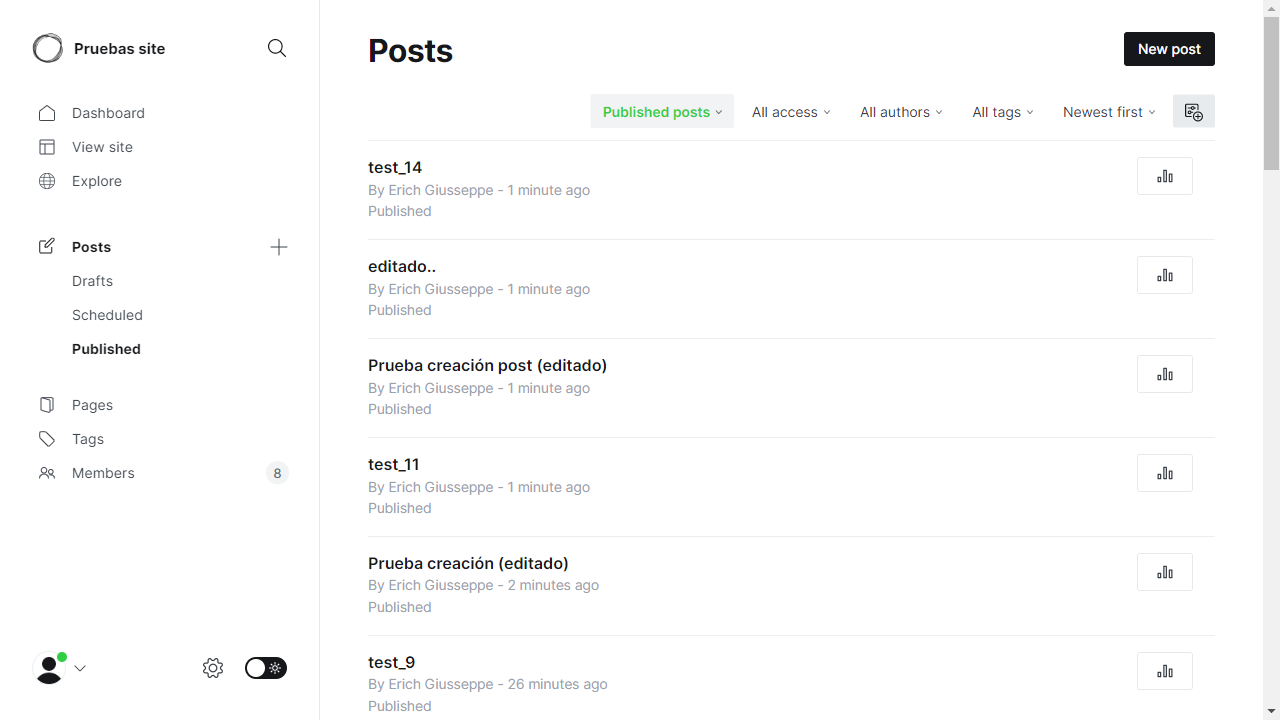 Pruebas site
Dashboard
View site
Explore
Posts
Drafts
Scheduled
Published
Pages
Tags
Members 8
Posts
New post
Published posts All access All authors All tags Newest first
test_14
By Erich Giusseppe - 1 minute ago
Published
editado..
By Erich Giusseppe - 1 minute ago
Published
Prueba creación post (editado)
By Erich Giusseppe - 1 minute ago
Published
test_11
By Erich Giusseppe - 1 minute ago
Published
Prueba creación (editado)
By Erich Giusseppe - 2 minutes ago
Published
test_9
By Erich Giusseppe - 26 minutes ago
Published